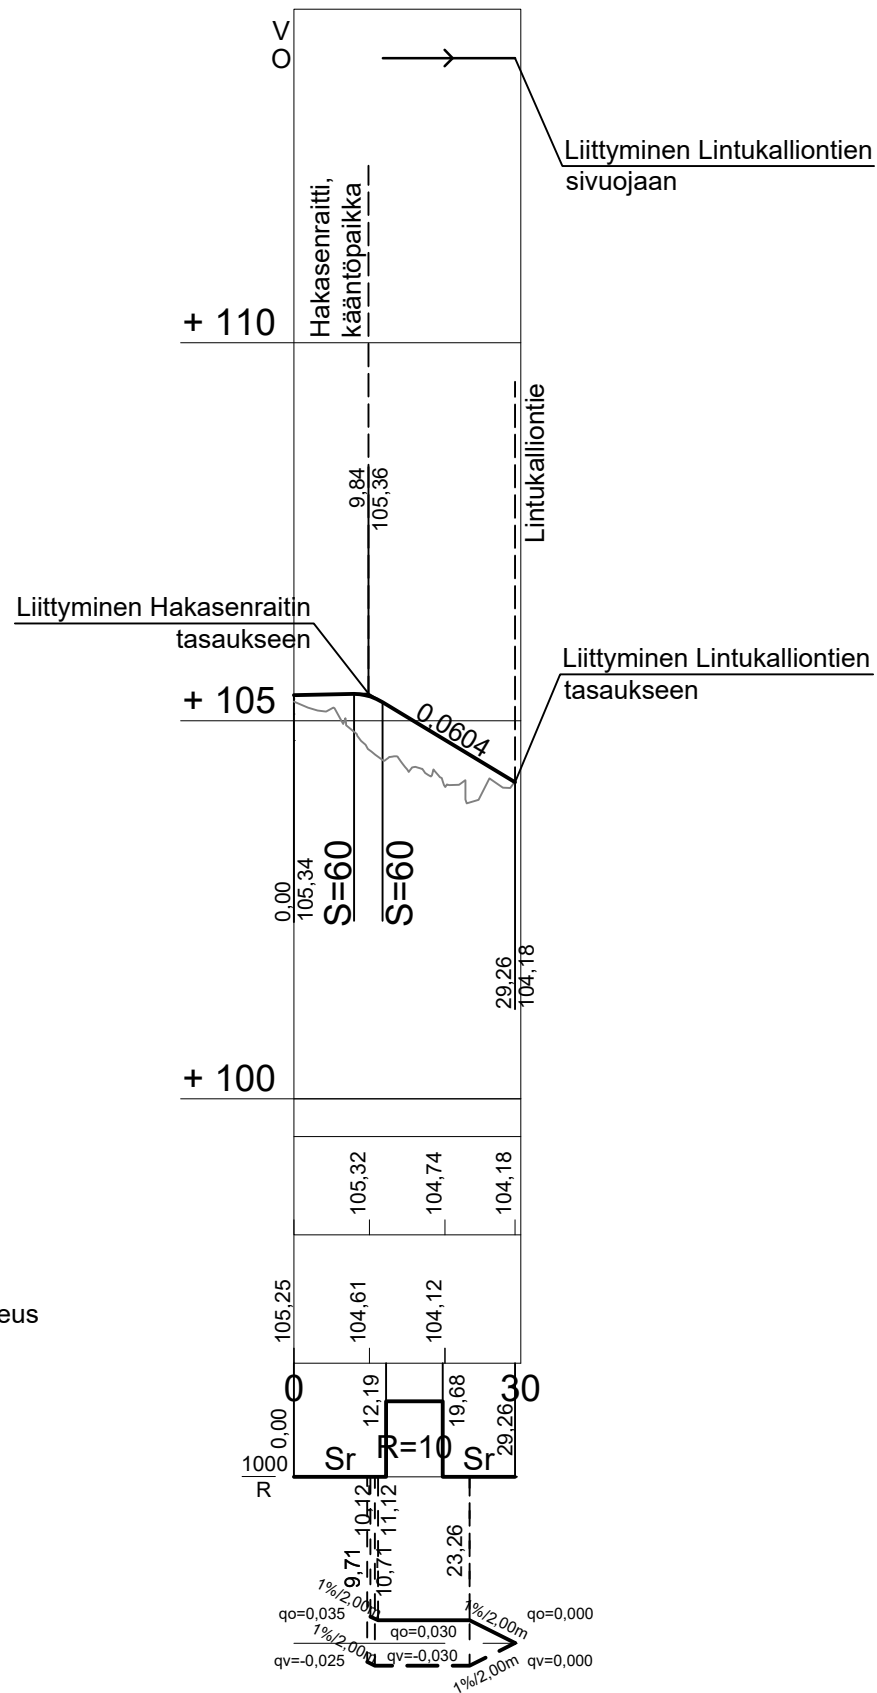 V
O
Liittyminen Lintukalliontien
sivuojaan
Hakasenraitti,
kääntöpaikka
+ 110
Lintukalliontie
9,84
105,36
Liittyminen Hakasenraitin
tasaukseen
Liittyminen Lintukalliontien
tasaukseen
+ 105
0,0604
0,00
105,34
S=60
S=60
29,26
104,18
+ 100
105,32
104,74
104,18
105,25
104,61
104,12
eus
0
30
0,00
12,19
19,68
29,26
Sr
R=10
Sr
1000
R
9,71
10,12
10,71
11,12
23,26
1%/2,00m
1%/2,00m
qo=0,035
qo=0,030
qo=0,000
1%/2,00m
qv=-0,025
qv=-0,030
qv=0,000
1%/2,00m